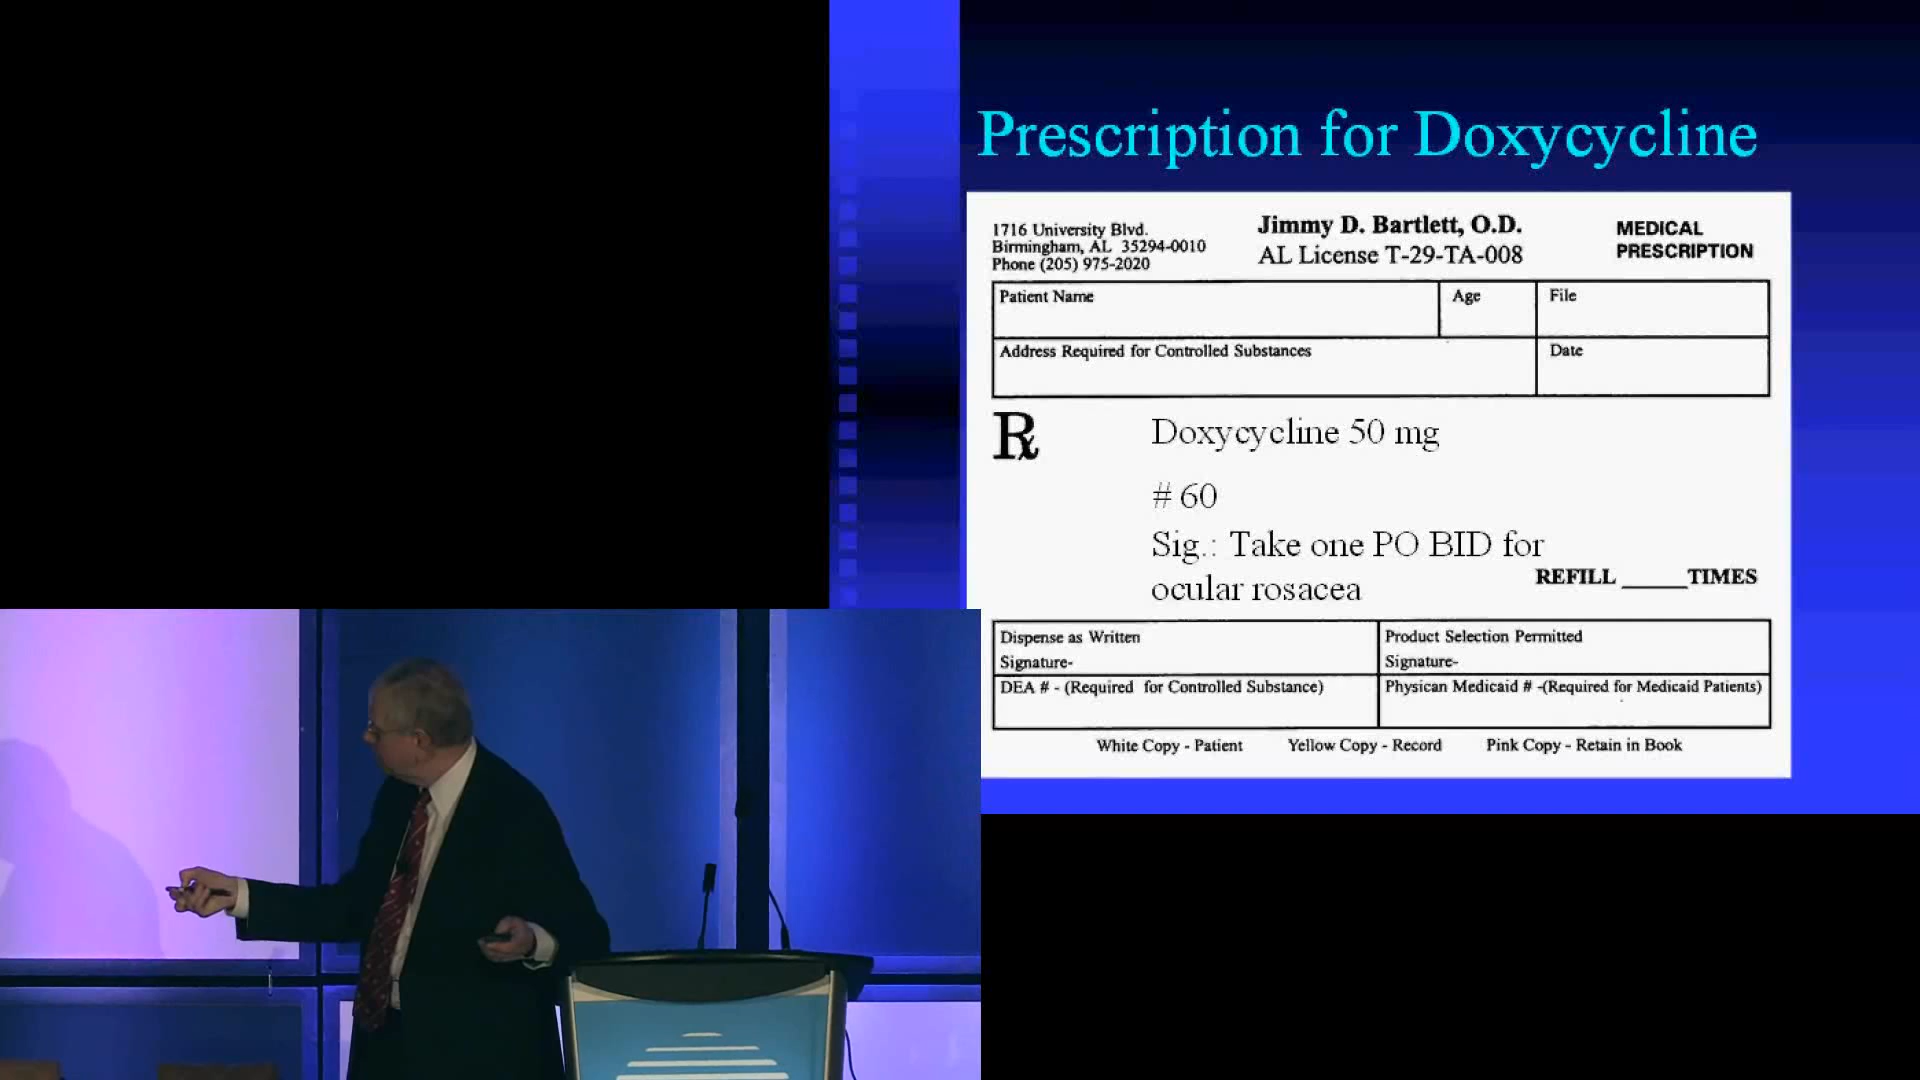 Prescription for Doxycycline
1716 University Blvd.
Birmingham, AL 35294-0010
Phone (205) 975-2020
Jimmy D. Bartlett, O.D.
AL License T-29-TA-008
MEDICAL
PRESCRIPTION
Patient Name
Age
File
Address Required for Controlled Substances
Date
℞
Doxycycline 50 mg
# 60
Sig.: Take one PO BID for
ocular rosacea
REFILL _____ TIMES
Dispense as Written
Signature-
Product Selection Permitted
Signature-
DEA # - (Required for Controlled Substance)
Physican Medicaid # -(Required for Medicaid Patients)
White Copy - Patient
Yellow Copy - Record
Pink Copy - Retain in Book